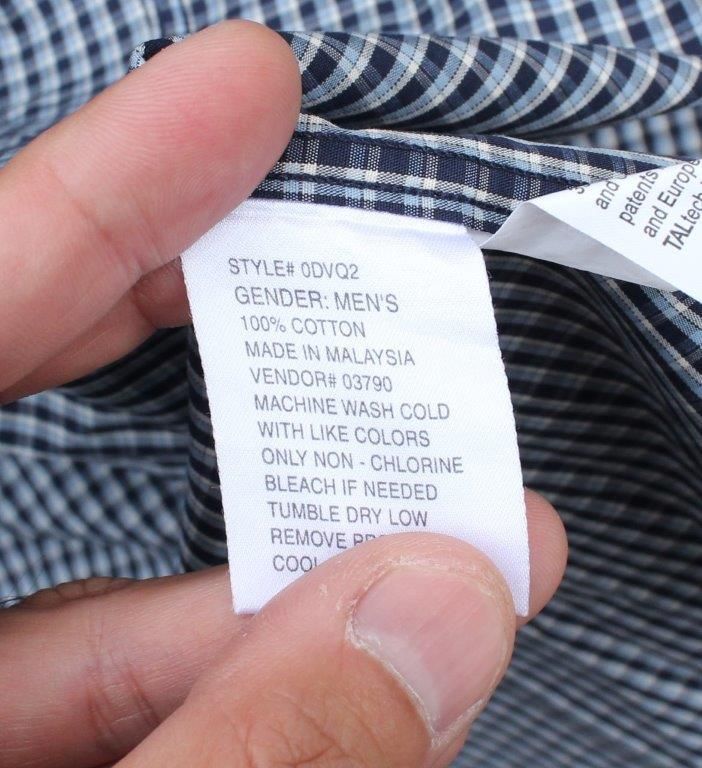 STYLE# 0DVQ2
GENDER: MEN'S
100% COTTON
MADE IN MALAYSIA
VENDOR# 03790
MACHINE WASH COLD
WITH LIKE COLORS
ONLY NON - CHLORINE
BLEACH IF NEEDED
TUMBLE DRY LOW
REMOVE
and
patents
and Europe